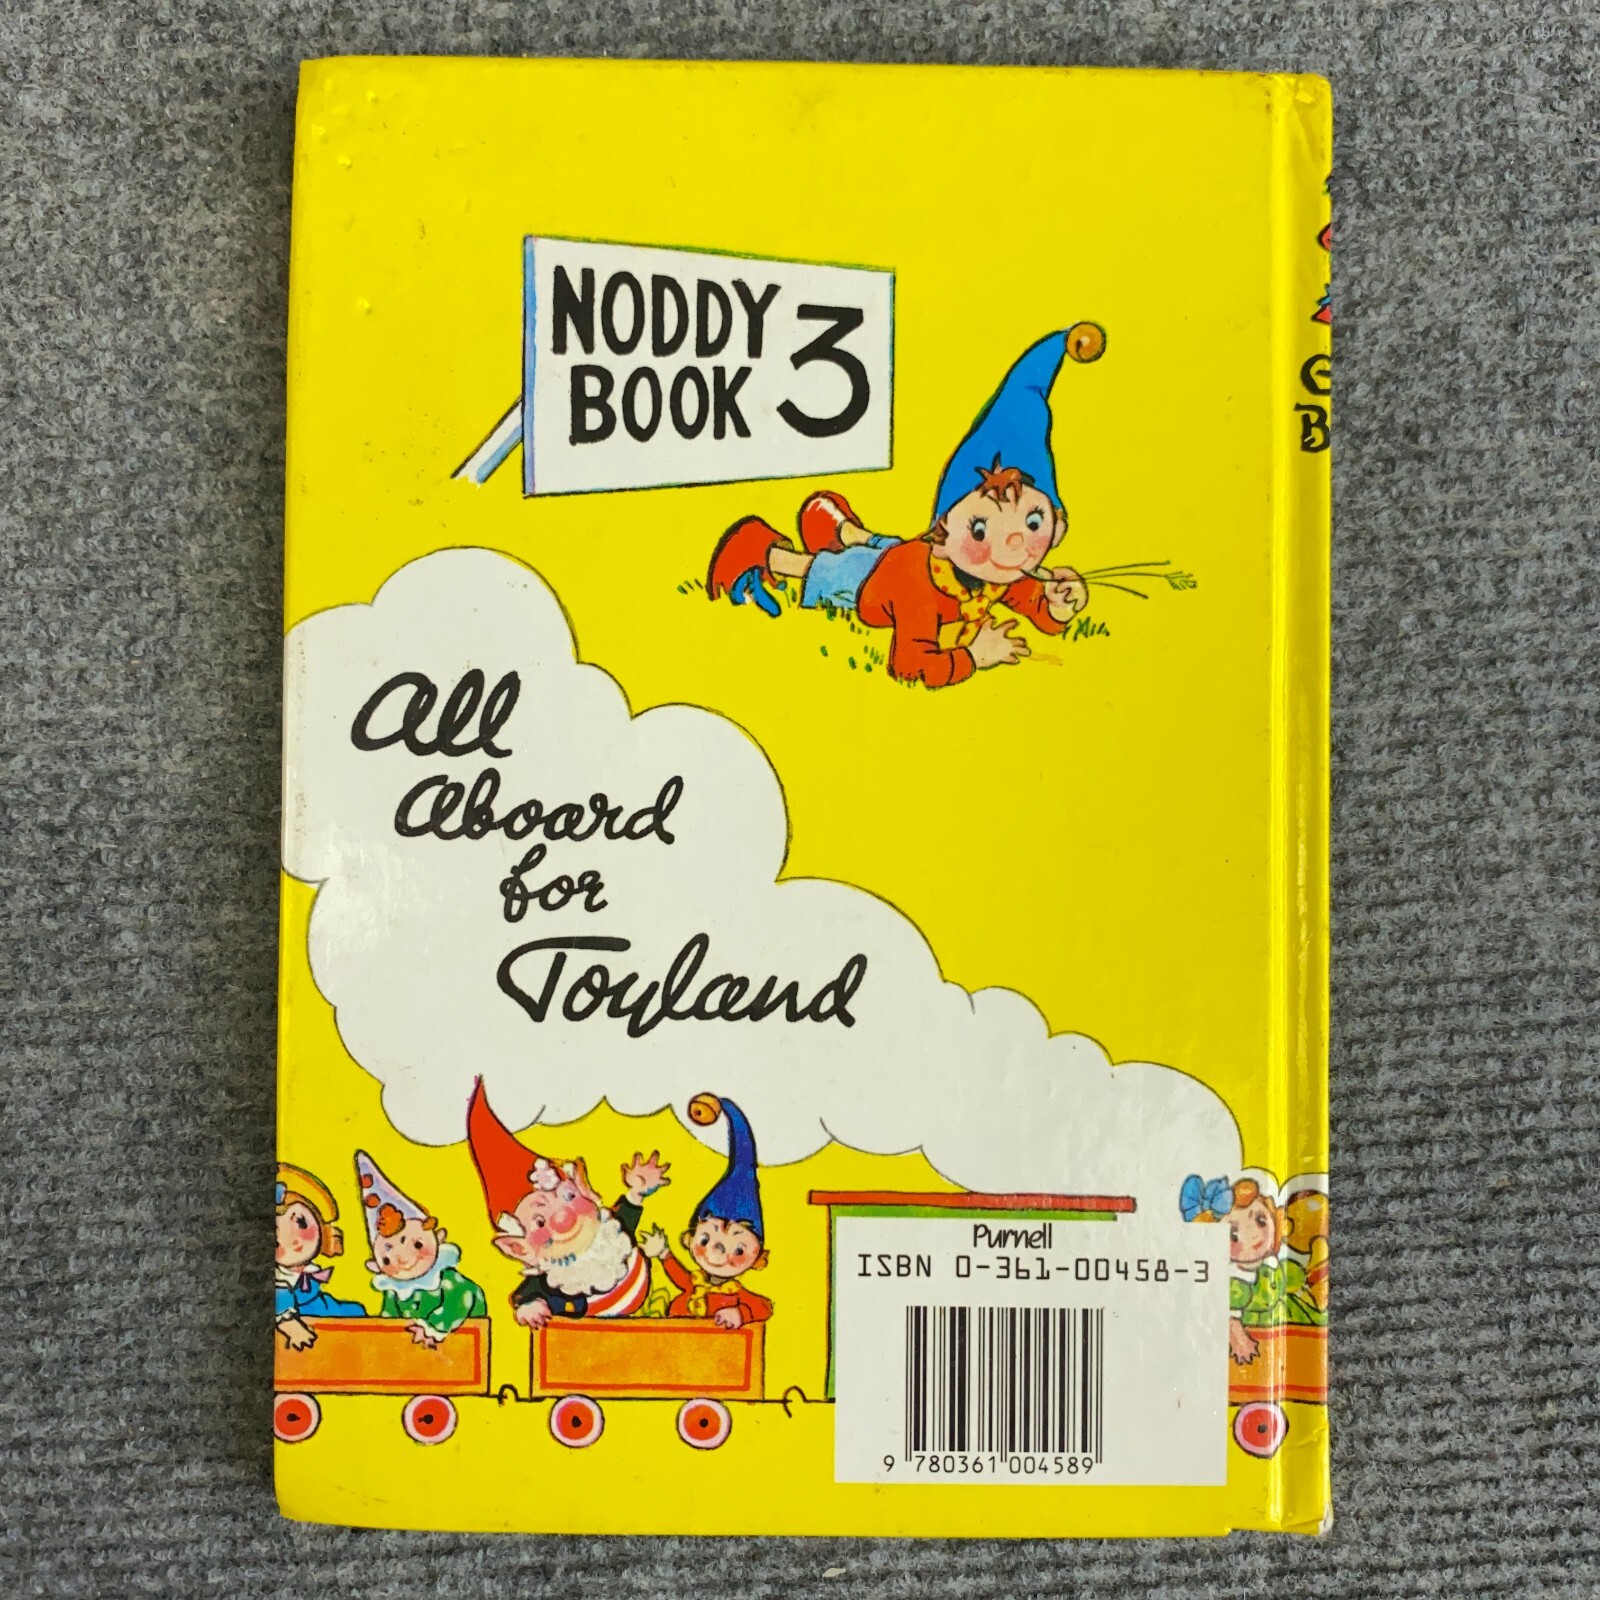 NODDY
BOOK 3
All
Aboard
for
Toyland
Purnell
ISBN 0-361-00458-3
9 780361 004589